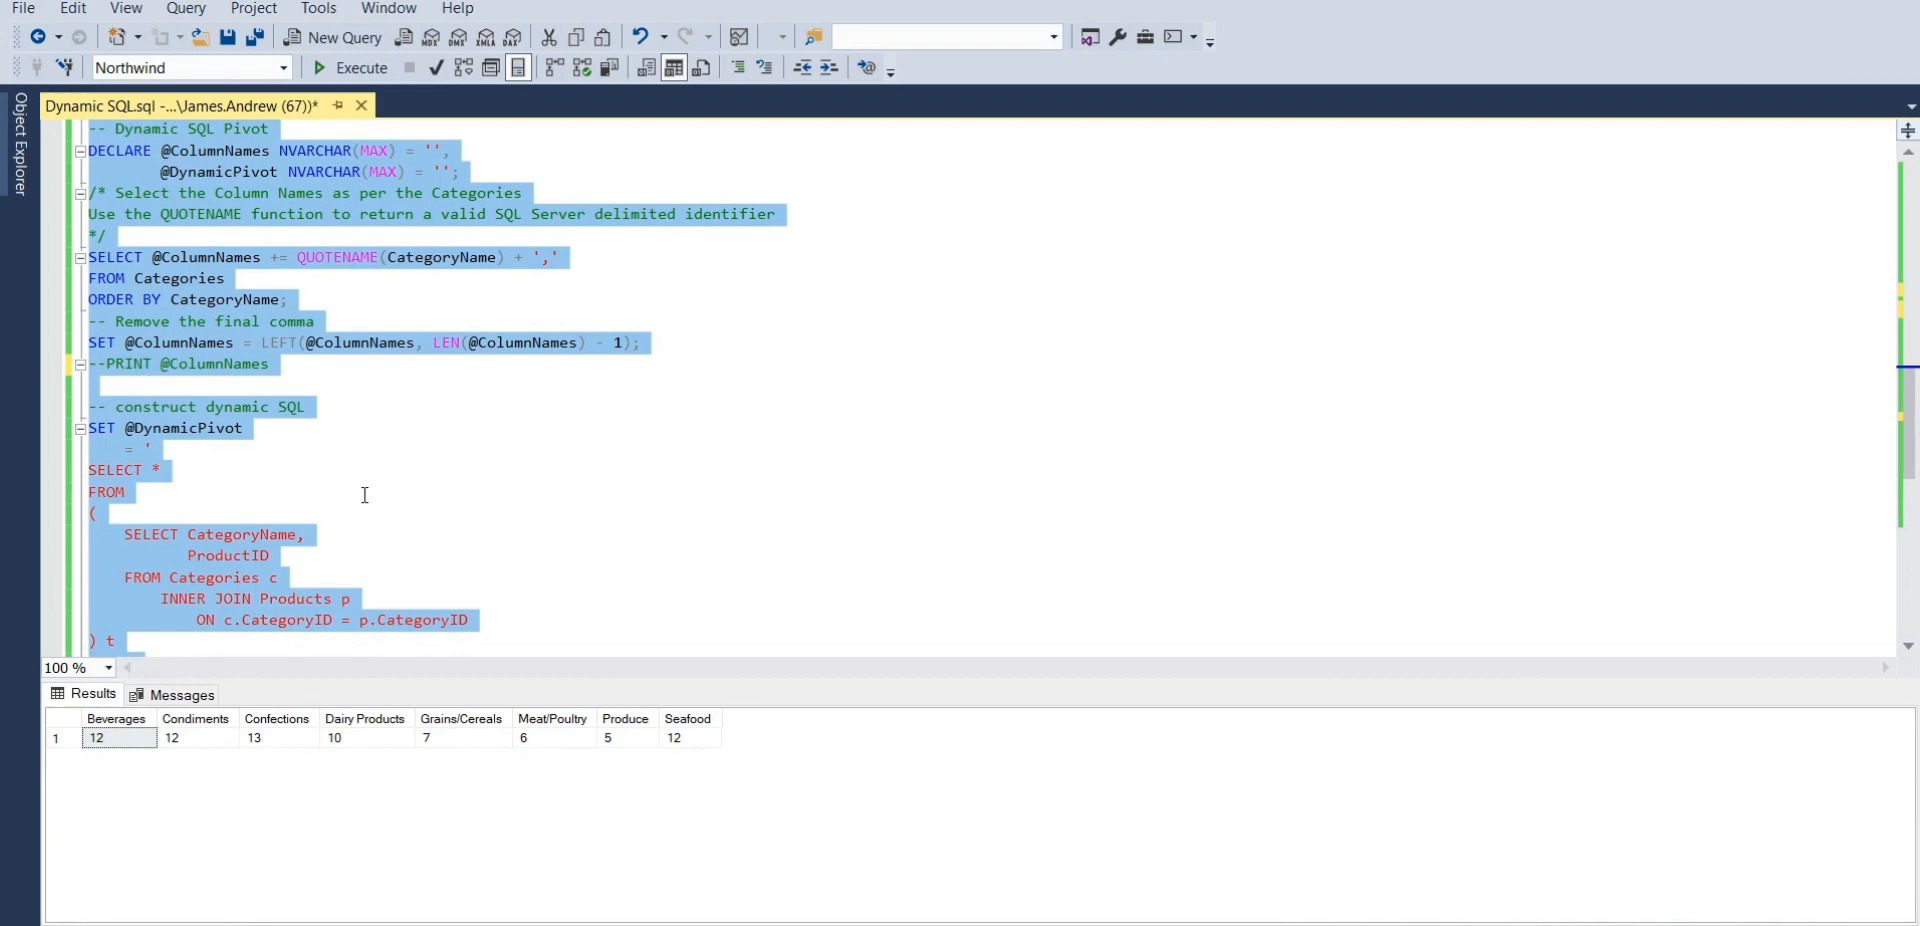 File Edit View Query Project Tools Window Help
New Query
Northwind Execute
Object Explorer
Dynamic SQL.sql -...\James.Andrew (67))*
-- Dynamic SQL Pivot
DECLARE @ColumnNames NVARCHAR(MAX) = '',
@DynamicPivot NVARCHAR(MAX) = '';
/* Select the Column Names as per the Categories
Use the QUOTENAME function to return a valid SQL Server delimited identifier
*/
SELECT @ColumnNames += QUOTENAME(CategoryName) + ','
FROM Categories
ORDER BY CategoryName;
-- Remove the final comma
SET @ColumnNames = LEFT(@ColumnNames, LEN(@ColumnNames) - 1);
--PRINT @ColumnNames
-- construct dynamic SQL
SET @DynamicPivot
= '
SELECT *
FROM
(
SELECT CategoryName,
ProductID
FROM Categories c
INNER JOIN Products p
ON c.CategoryID = p.CategoryID
) t
100 %
Results Messages
Beverages Condiments Confections Dairy Products Grains/Cereals Meat/Poultry Produce Seafood
1 12 12 13 10 7 6 5 12